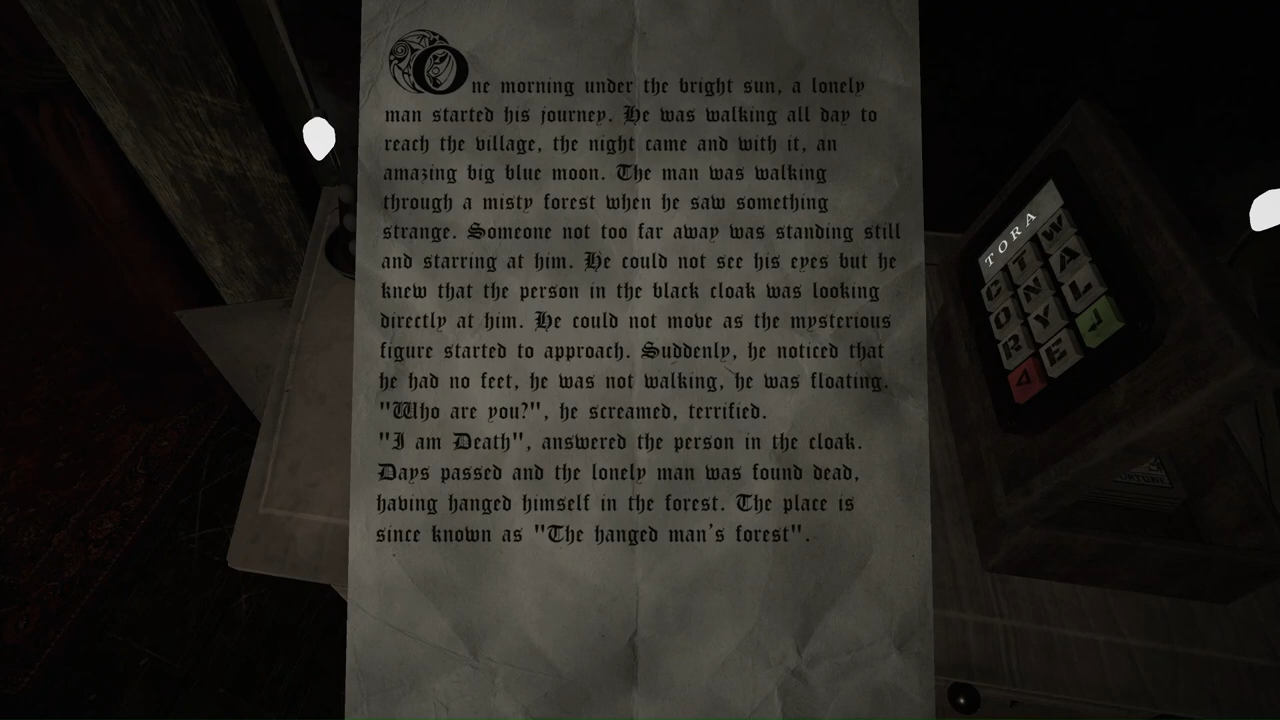 One morning under the bright sun, a lonely
man started his journey. He was walking all day to
reach the village, the night came and with it, an
amazing big blue moon. The man was walking
through a misty forest when he saw something
strange. Someone not too far away was standing still
and starring at him. He could not see his eyes but he
knew that the person in the black cloak was looking
directly at him. He could not move as the mysterious
figure started to approach. Suddenly, he noticed that
he had no feet, he was not walking, he was floating.
"Who are you?", he screamed, terrified.
"I am Death", answered the person in the cloak.
Days passed and the lonely man was found dead,
having hanged himself in the forest. The place is
since known as "The hanged man's forest".
TORA
C T W
O N A
R Y L
E
FORTUNE